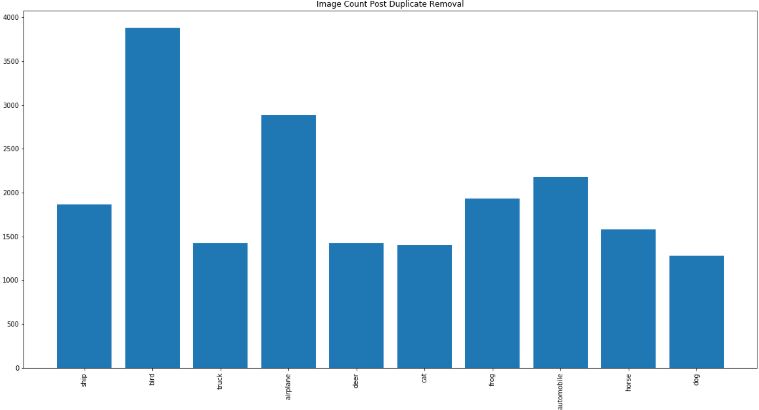 Image Count Post Duplicate Removal
4000
3500
3000
2500
2000
1500
1000
500
0
ship
bird
truck
airplane
deer
cat
frog
automobile
horse
dog